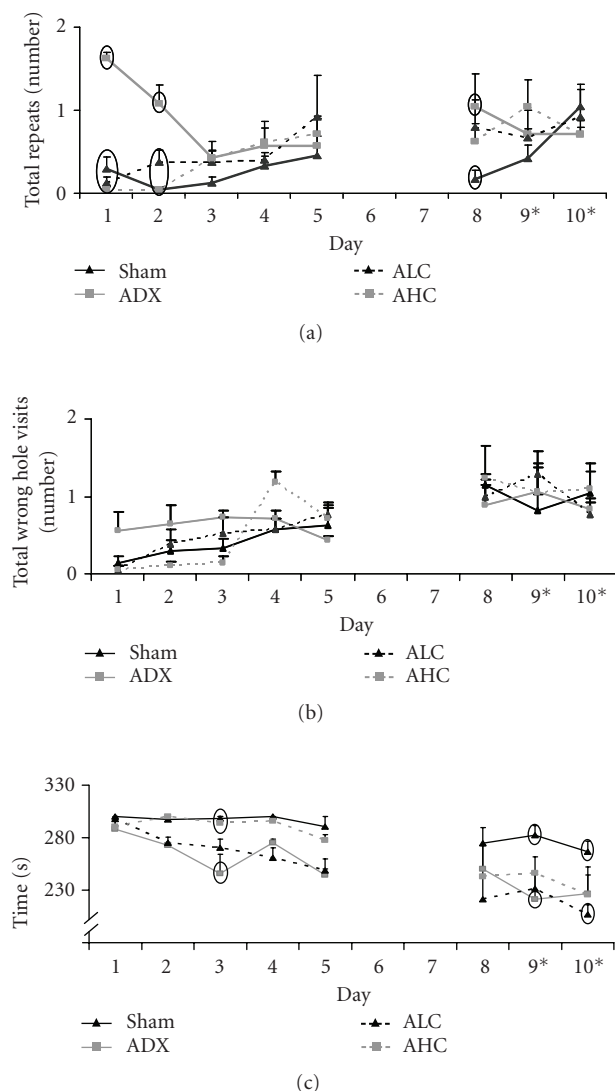 2
1
0
Total repeats (number)
1 2 3 4 5 6 7 8 9* 10*
Day
Sham ALC
ADX AHC
(a)
2
1
0
Total wrong hole visits
(number)
1 2 3 4 5 6 7 8 9* 10*
Day
Sham ALC
ADX AHC
(b)
330
280
230
Time (s)
1 2 3 4 5 6 7 8 9* 10*
Day
Sham ALC
ADX AHC
(c)